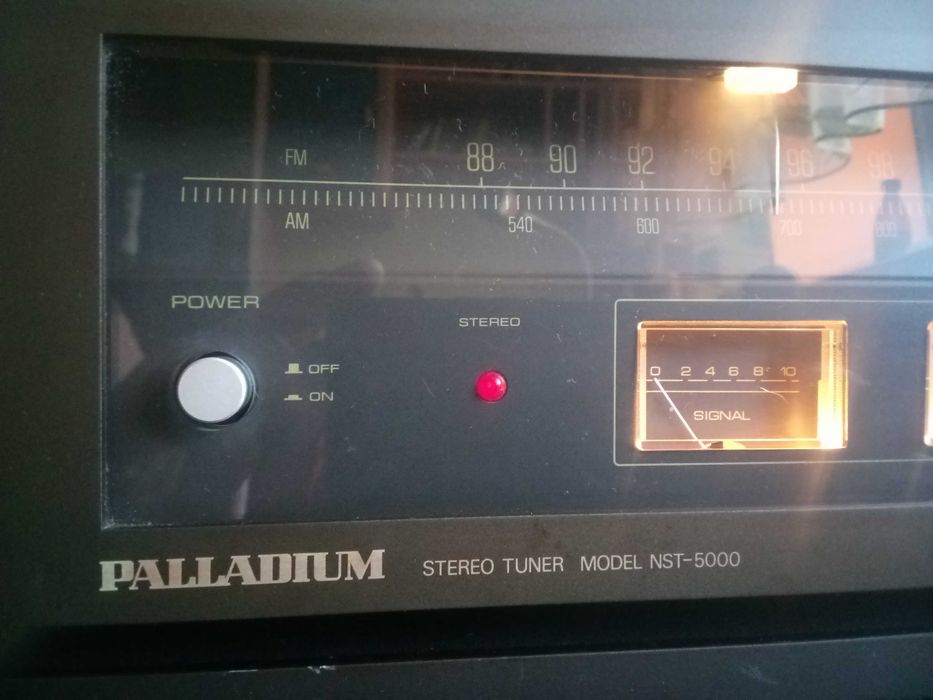 FM 88 90 92 94 96 98
AM 540 600 700 800
POWER
OFF
ON
STEREO
0 2 4 6 8 10
SIGNAL
PALLADIUM STEREO TUNER MODEL NST-5000